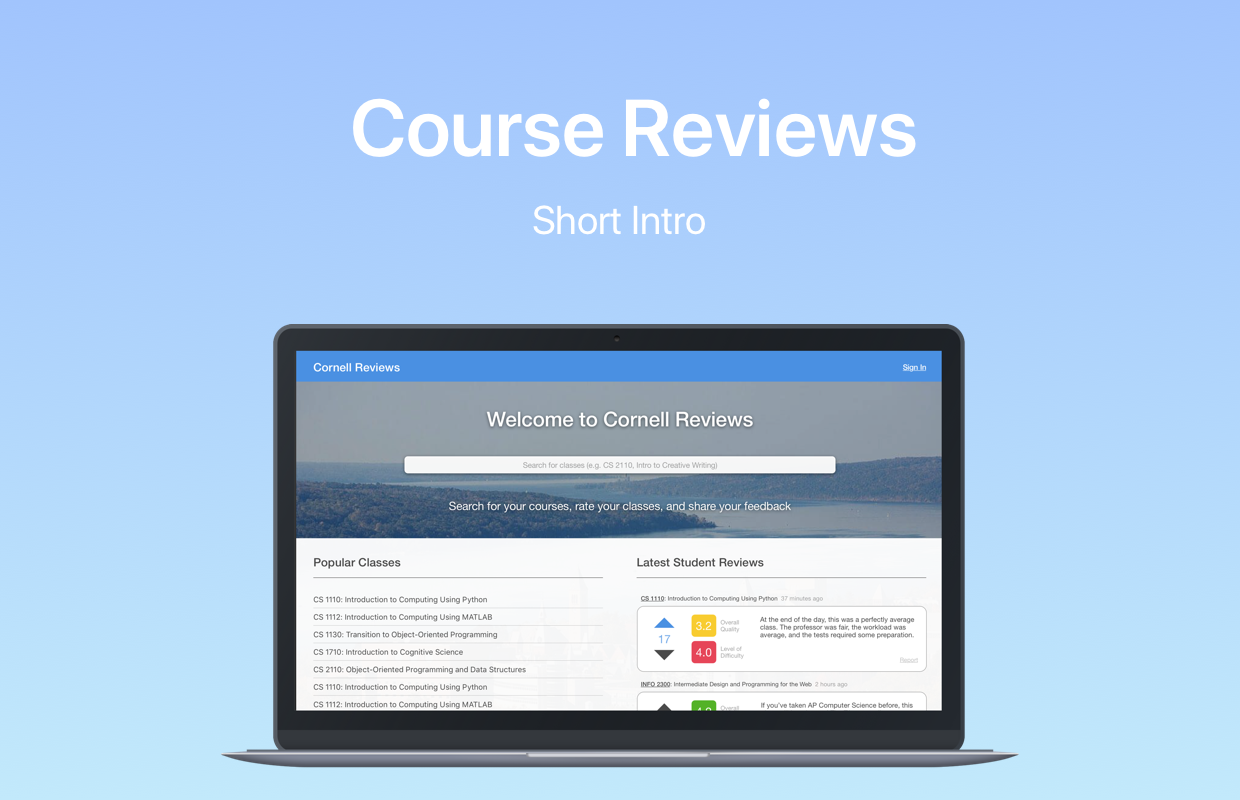 Course Reviews
Short Intro
Cornell Reviews
Sign In
Welcome to Cornell Reviews
Search for classes (e.g. CS 2110, Intro to Creative Writing)
Search for your courses, rate your classes, and share your feedback
Popular Classes
CS 1110: Introduction to Computing Using Python
CS 1112: Introduction to Computing Using MATLAB
CS 1130: Transition to Object-Oriented Programming
CS 1710: Introduction to Cognitive Science
CS 2110: Object-Oriented Programming and Data Structures
CS 1110: Introduction to Computing Using Python
CS 1112: Introduction to Computing Using MATLAB
Latest Student Reviews
CS 1110: Introduction to Computing Using Python 37 minutes ago
17
3.2
Overall
Quality
4.0
Level of
Difficulty
At the end of the day, this was a perfectly average
class. The professor was fair, the workload was
average, and the tests required some preparation.
Report
INFO 2300: Intermediate Design and Programming for the Web 2 hours ago
Overall
If you've taken AP Computer Science before, this